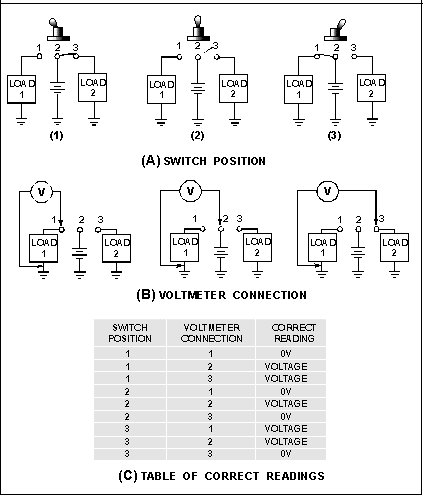 1 2 3 1 2 3 1 2 3
LOAD 1 LOAD 2 LOAD 1 LOAD 2 LOAD 1 LOAD 2
(1) (2) (3)
(A) SWITCH POSITION
V V V
1 2 3 1 2 3 1 2 3
LOAD 1 LOAD 2 LOAD 1 LOAD 2 LOAD 1 LOAD 2
(B) VOLTMETER CONNECTION
SWITCH VOLTMETER CORRECT
POSITION CONNECTION READING
1 1 0V
1 2 VOLTAGE
1 3 VOLTAGE
2 1 0V
2 2 VOLTAGE
2 3 0V
3 1 VOLTAGE
3 2 VOLTAGE
3 3 0V
(C) TABLE OF CORRECT READINGS